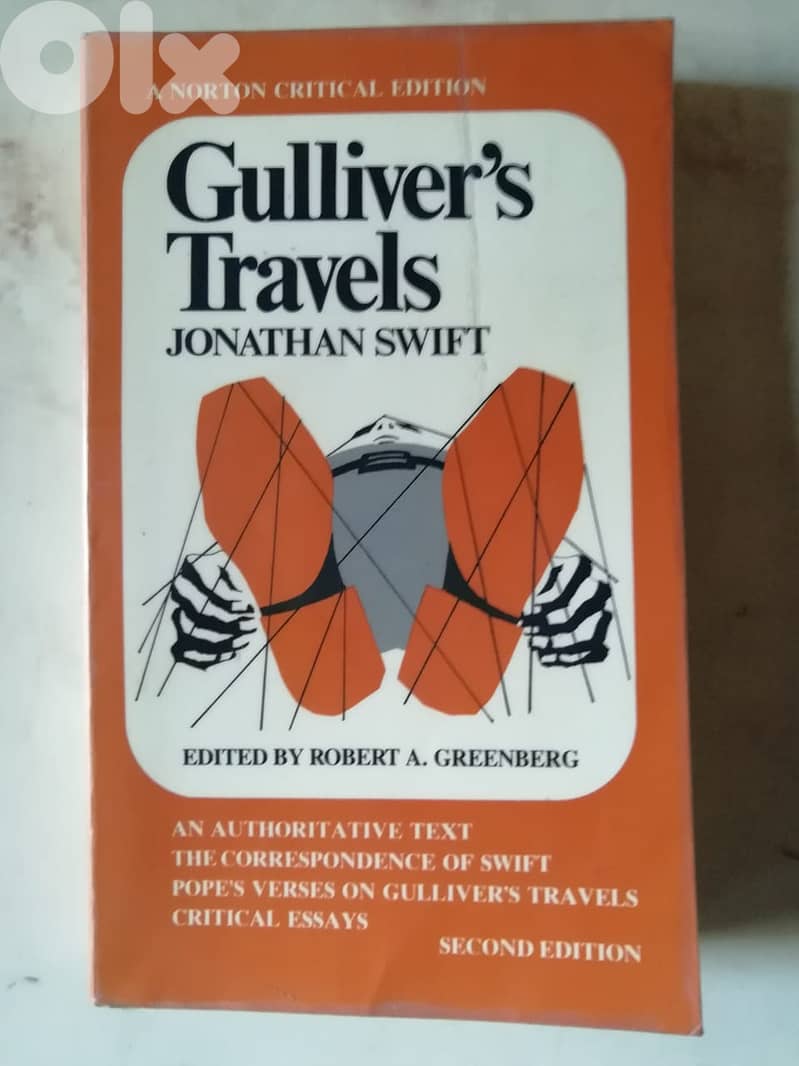 Olx
A NORTON CRITICAL EDITION
Gulliver's
Travels
JONATHAN SWIFT
EDITED BY ROBERT A. GREENBERG
AN AUTHORITATIVE TEXT
THE CORRESPONDENCE OF SWIFT
POPE'S VERSES ON GULLIVER'S TRAVELS
CRITICAL ESSAYS
SECOND EDITION